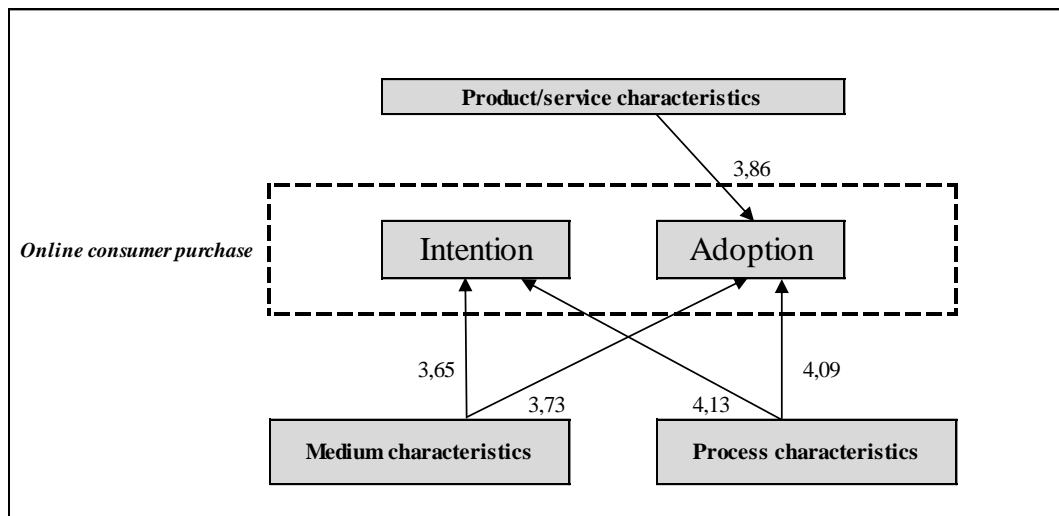 Product/service characteristics
3,86
Online consumer purchase
Intention
Adoption
3,65
4,09
3,73
4,13
Medium characteristics
Process characteristics